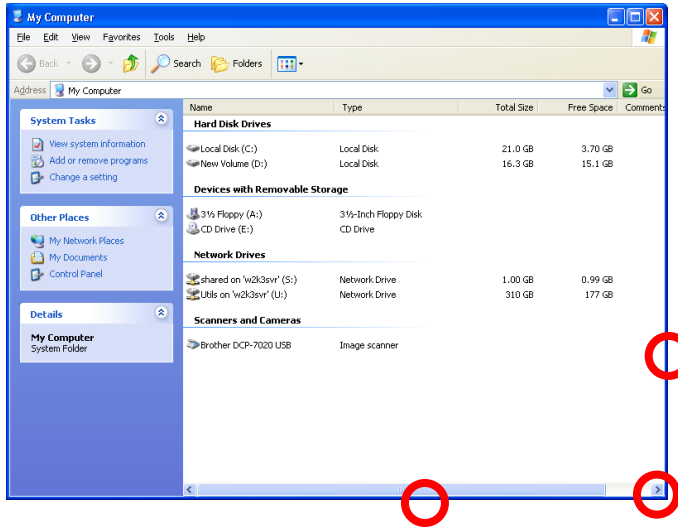 My Computer
File Edit View Favorites Tools Help
Back Search Folders
Address My Computer Go
Name Type Total Size Free Space Comments
System Tasks
View system information
Add or remove programs
Change a setting
Other Places
My Network Places
My Documents
Control Panel
Details
My Computer
System Folder
Hard Disk Drives
Local Disk (C:) Local Disk 21.0 GB 3.70 GB
New Volume (D:) Local Disk 16.3 GB 15.1 GB
Devices with Removable Storage
3½ Floppy (A:) 3½-Inch Floppy Disk
CD Drive (E:) CD Drive
Network Drives
shared on 'w2k3svr' (S:) Network Drive 1.00 GB 0.99 GB
Utils on 'w2k3svr' (U:) Network Drive 310 GB 177 GB
Scanners and Cameras
Brother DCP-7020 USB Image scanner